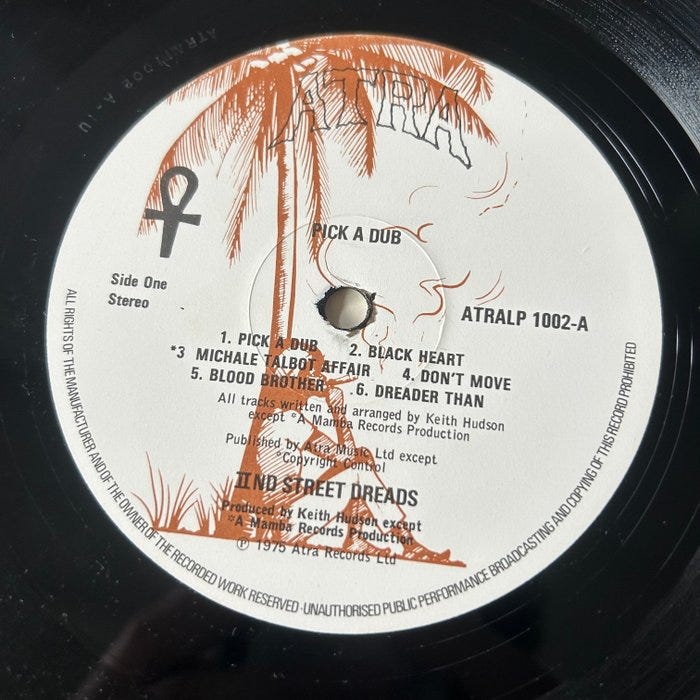 ATRA
PICK A DUB
Side One
Stereo
ATRALP 1002-A
1. PICK A DUB 2. BLACK HEART
*3 MICHALE TALBOT AFFAIR 4. DON'T MOVE
5. BLOOD BROTHER 6. DREADER THAN
All tracks written and arranged by Keith Hudson
except *A Mamba Records Production
Published by Atra Music Ltd except
*Copyright Control
II ND STREET DREADS
Produced by Keith Hudson except
*A Mamba Records Production
℗ 1975 Atra Records Ltd
ALL RIGHTS OF THE MANUFACTURER AND OF THE OWNER OF THE RECORDED WORK RESERVED · UNAUTHORISED PUBLIC PERFORMANCE BROADCASTING AND COPYING OF THIS RECORD PROHIBITED